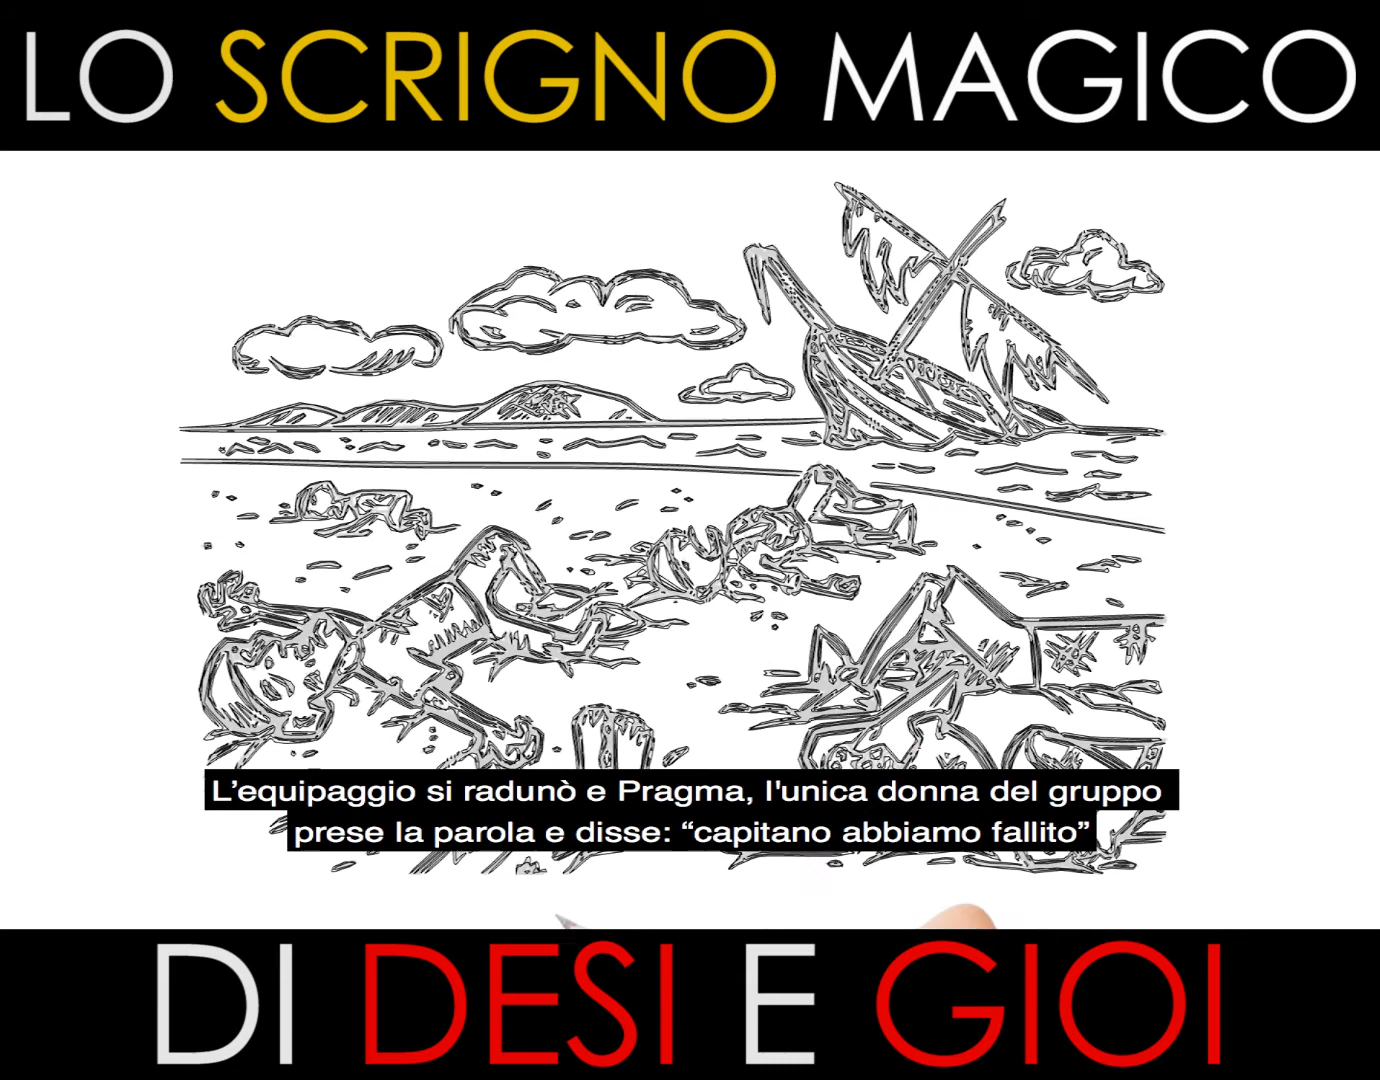 LO SCRIGNO MAGICO
L’equipaggio si radunò e Pragma, l'unica donna del gruppo
prese la parola e disse: “capitano abbiamo fallito”
DI DESI E GIOI